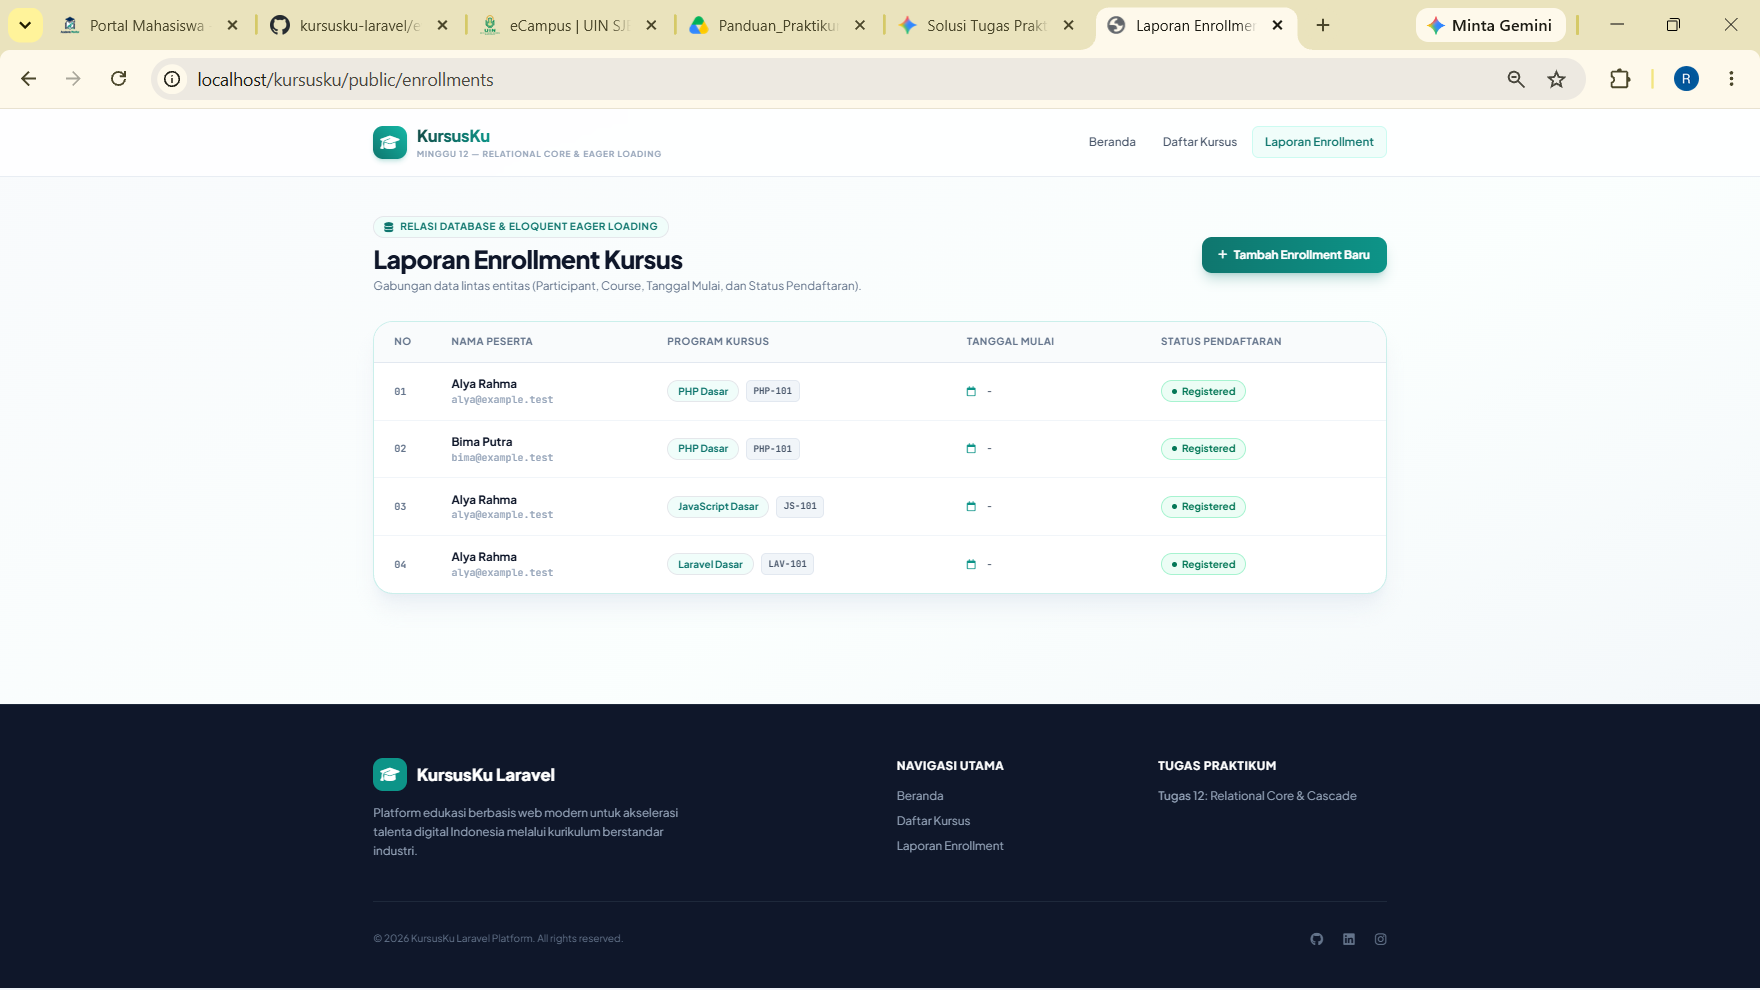 Portal Mahasiswa
kursusku-laravel/e
eCampus | UIN SJ
Panduan_Praktiku
Solusi Tugas Prakt
Laporan Enrollmer
Minta Gemini
localhost/kursusku/public/enrollments
R
KursusKu
MINGGU 12 — RELATIONAL CORE & EAGER LOADING
Beranda
Daftar Kursus
Laporan Enrollment
RELASI DATABASE & ELOQUENT EAGER LOADING
Laporan Enrollment Kursus
Gabungan data lintas entitas (Participant, Course, Tanggal Mulai, dan Status Pendaftaran).
+ Tambah Enrollment Baru
NO NAMA PESERTA PROGRAM KURSUS TANGGAL MULAI STATUS PENDAFTARAN
01 Alya Rahma PHP Dasar PHP-101 - Registered
alya@example.test
02 Bima Putra PHP Dasar PHP-101 - Registered
bima@example.test
03 Alya Rahma JavaScript Dasar JS-101 - Registered
alya@example.test
04 Alya Rahma Laravel Dasar LAV-101 - Registered
alya@example.test
KursusKu Laravel
Platform edukasi berbasis web modern untuk akselerasi
talenta digital Indonesia melalui kurikulum berstandar
industri.
NAVIGASI UTAMA
Beranda
Daftar Kursus
Laporan Enrollment
TUGAS PRAKTIKUM
Tugas 12: Relational Core & Cascade
© 2026 KursusKu Laravel Platform. All rights reserved.